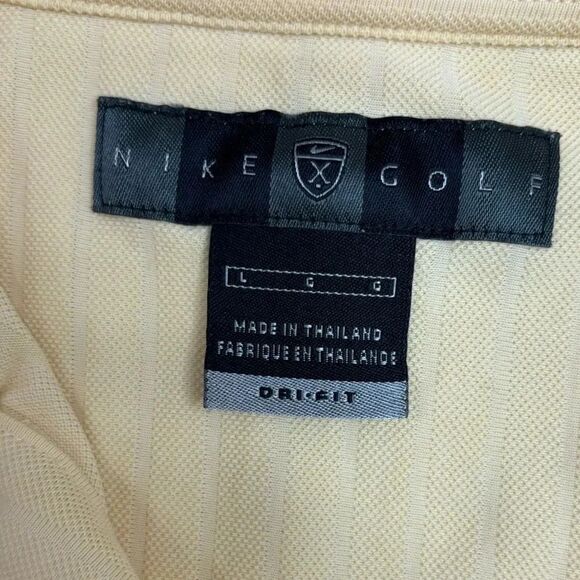 NIKE GOLF
L G G
MADE IN THAILAND
FABRIQUE EN THAILANDE
DRI•FIT